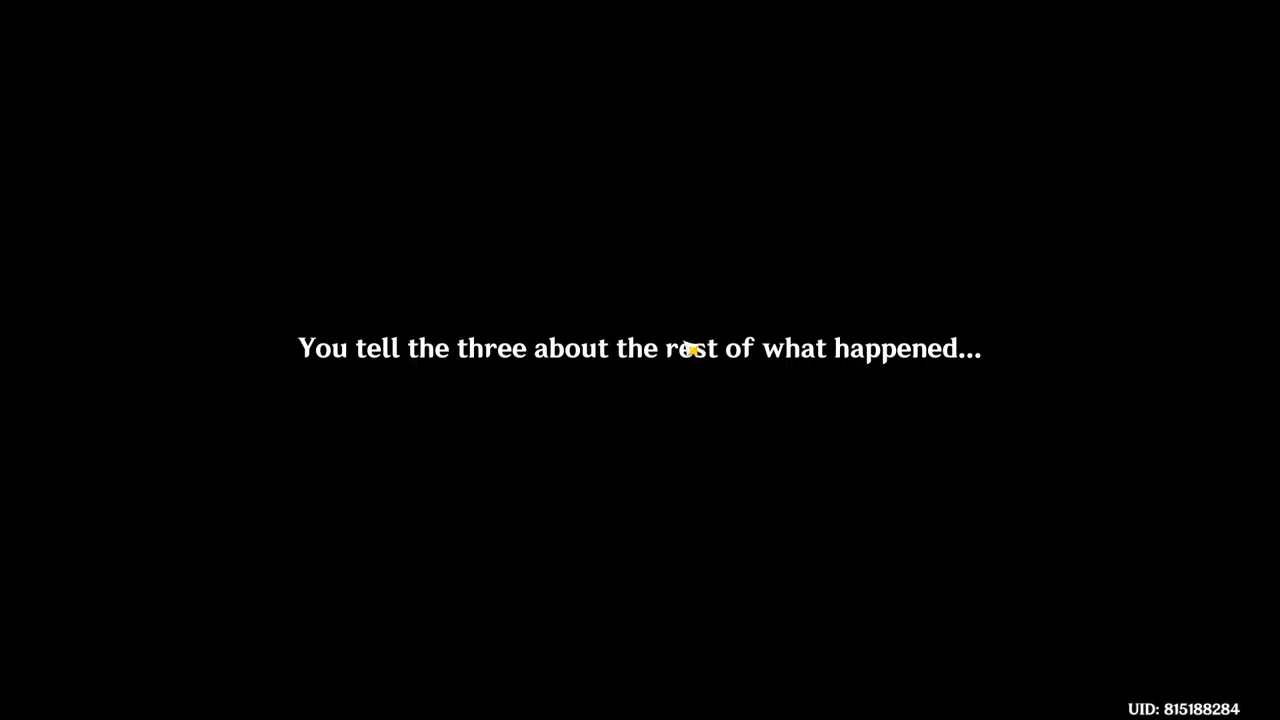 You tell the three about the rest of what happened...
UID: 815188284